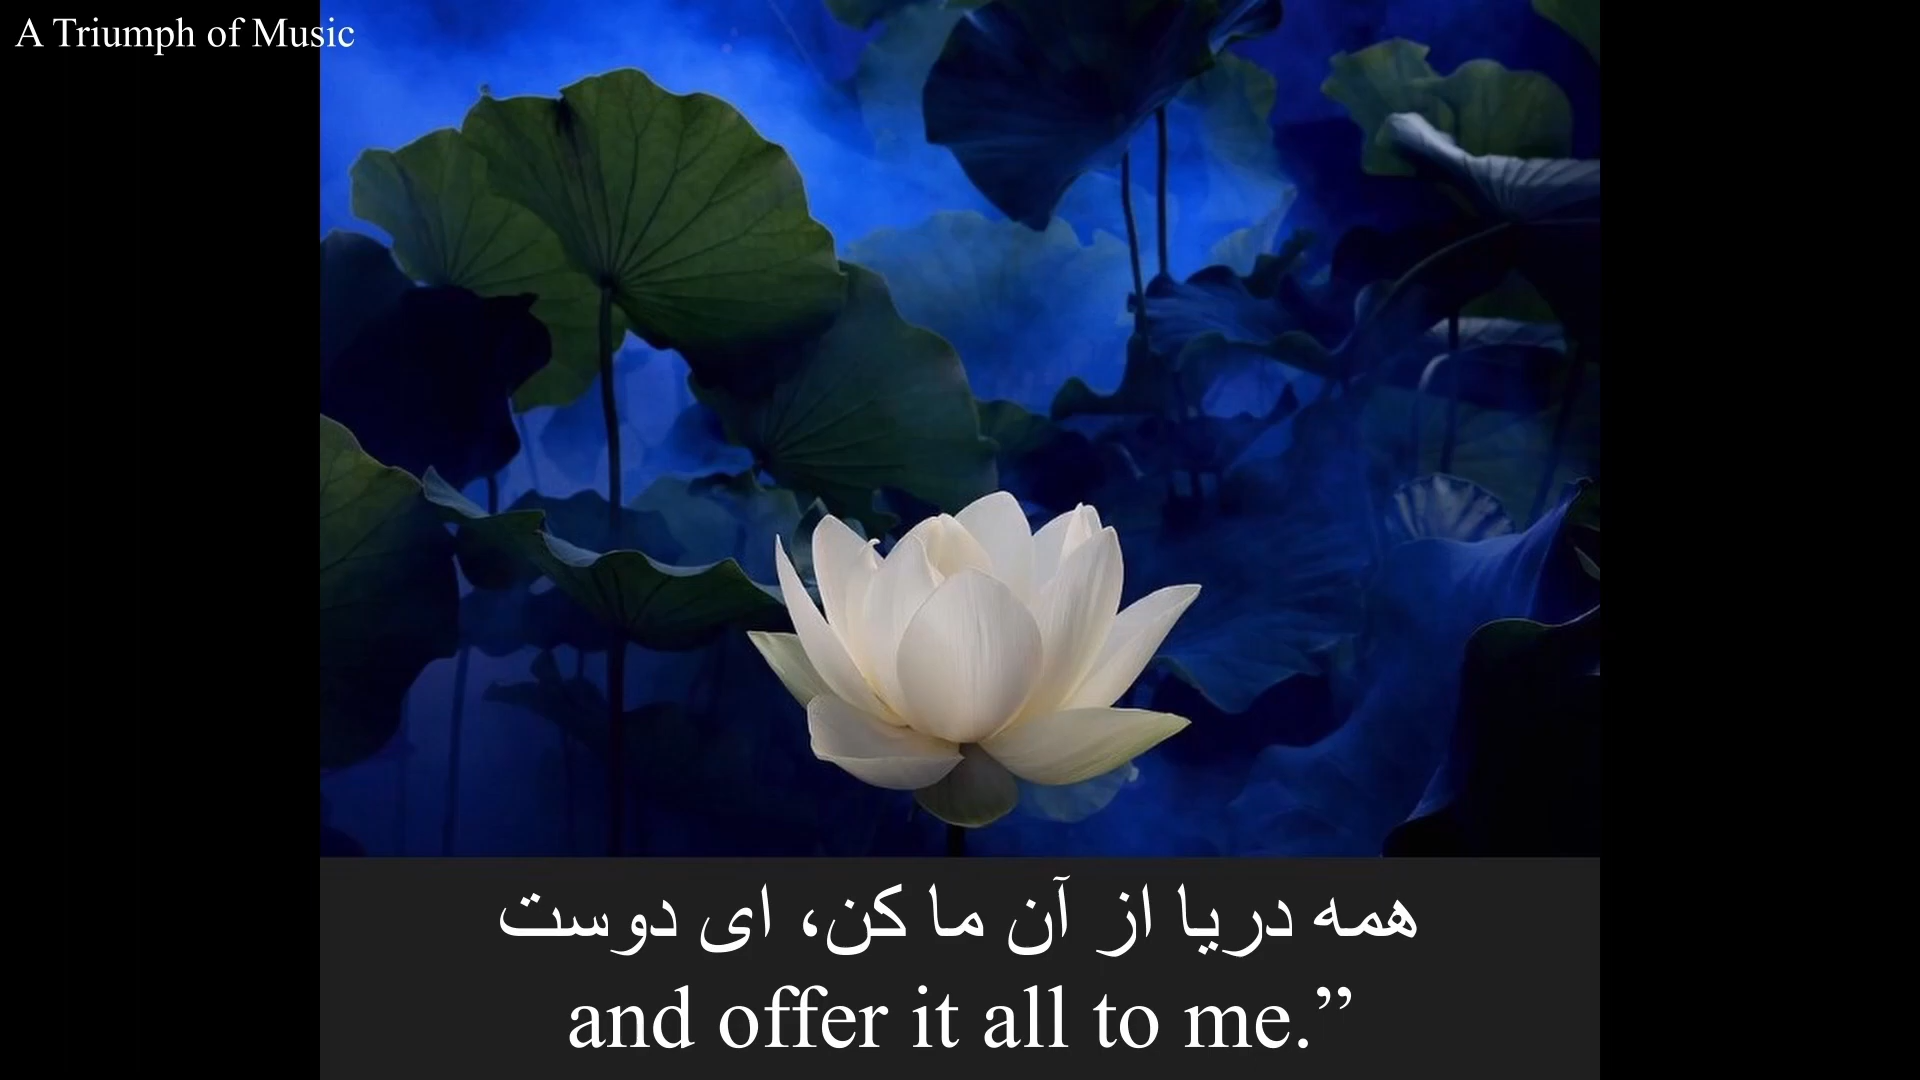 A Triumph of Music
همه دریا از آن ما کن، ای دوست
and offer it all to me.”